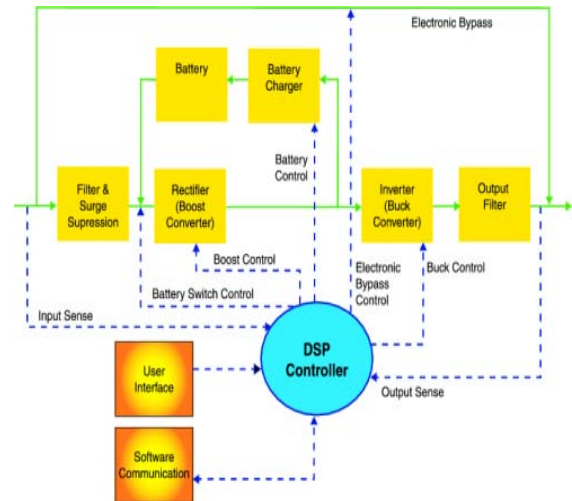 Electronic Bypass
Battery
Battery
Charger
Battery
Control
Filter &
Surge
Supression
Rectifier
(Boost
Converter)
Inverter
(Buck
Converter)
Output
Filter
Boost Control
Electronic
Bypass
Control
Buck Control
Battery Switch Control
Input Sense
DSP
Controller
User
Interface
Output Sense
Software
Communication